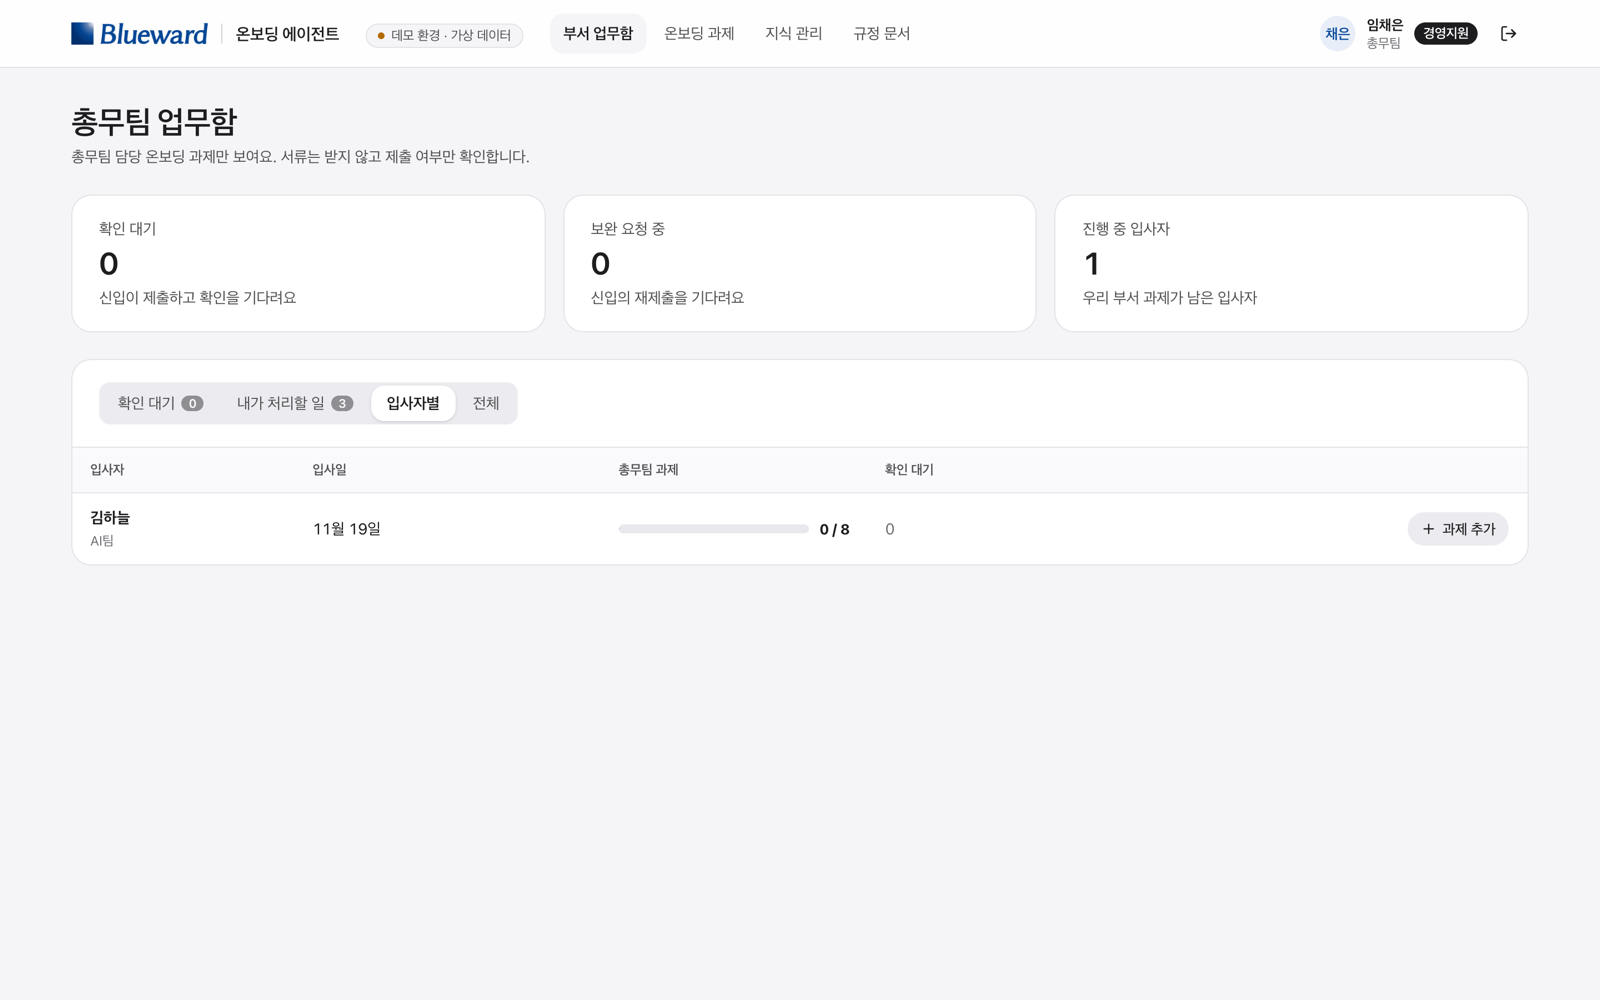 Blueward
온보딩 에이전트
데모 환경 · 가상 데이터
부서 업무함
온보딩 과제
지식 관리
규정 문서
채은
임채은
총무팀
경영지원
총무팀 업무함
총무팀 담당 온보딩 과제만 보여요. 서류는 받지 않고 제출 여부만 확인합니다.
확인 대기
0
신입이 제출하고 확인을 기다려요
보완 요청 중
0
신입의 재제출을 기다려요
진행 중 입사자
1
우리 부서 과제가 남은 입사자
확인 대기 0
내가 처리할 일 3
입사자별
전체
입사자 입사일 총무팀 과제 확인 대기
김하늘
AI팀
11월 19일
0 / 8
0
+ 과제 추가